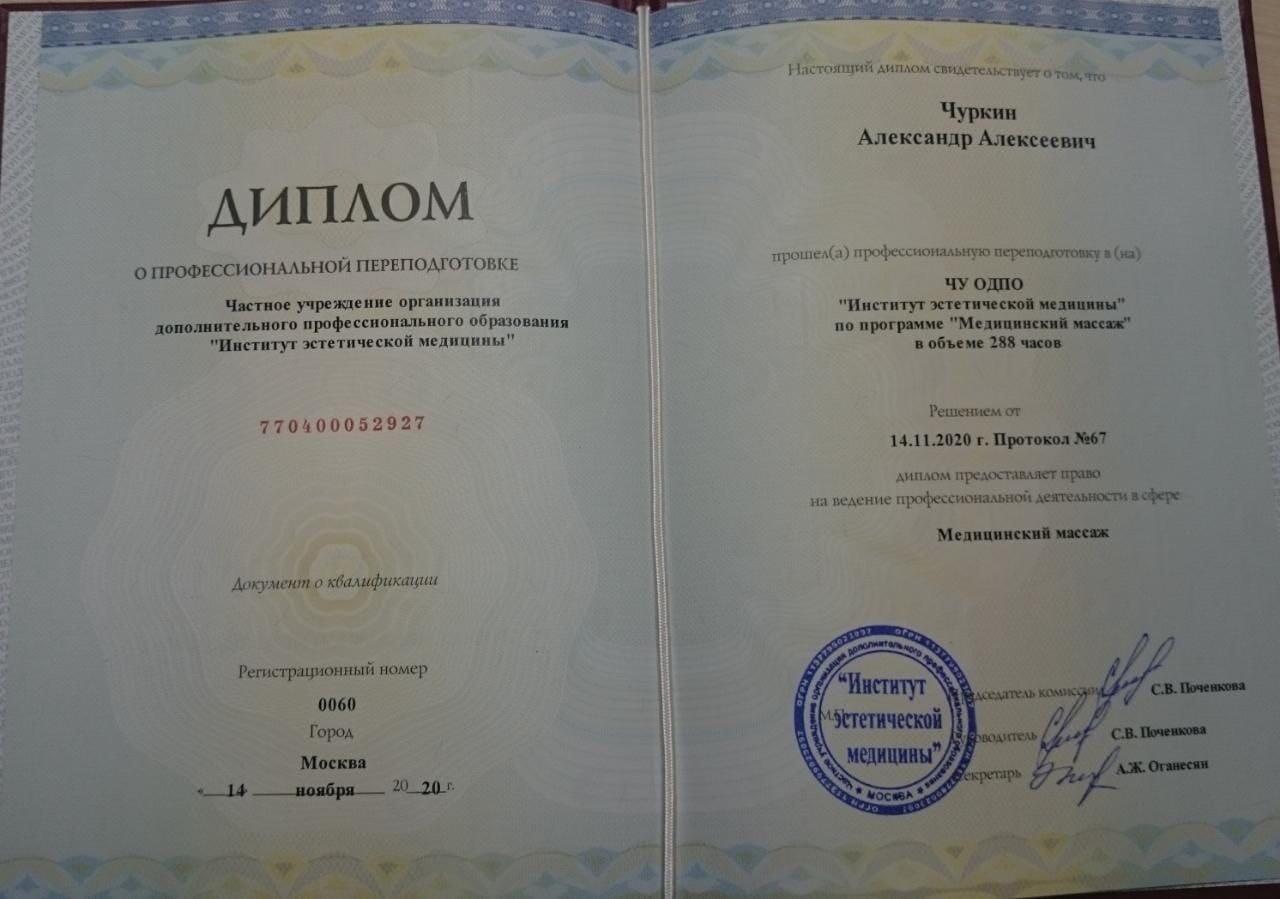 ДИПЛОМ
О ПРОФЕССИОНАЛЬНОЙ ПЕРЕПОДГОТОВКЕ
Частное учреждение организация
дополнительного профессионального образования
"Институт эстетической медицины"
770400052927
Документ о квалификации
Регистрационный номер
0060
Город
Москва
« 14 » ноября 20 20 г.
Настоящий диплом свидетельствует о том, что
Чуркин
Александр Алексеевич
прошел(а) профессиональную переподготовку в (на)
ЧУ ОДПО
"Институт эстетической медицины"
по программе "Медицинский массаж"
в объеме 288 часов
Решением от
14.11.2020 г. Протокол №67
диплом предоставляет право
на ведение профессиональной деятельности в сфере
Медицинский массаж
М.П.
"Институт
эстетической
медицины"
МОСКВА
Председатель комиссии С.В. Поченкова
Руководитель С.В. Поченкова
Секретарь А.Ж. Оганесян